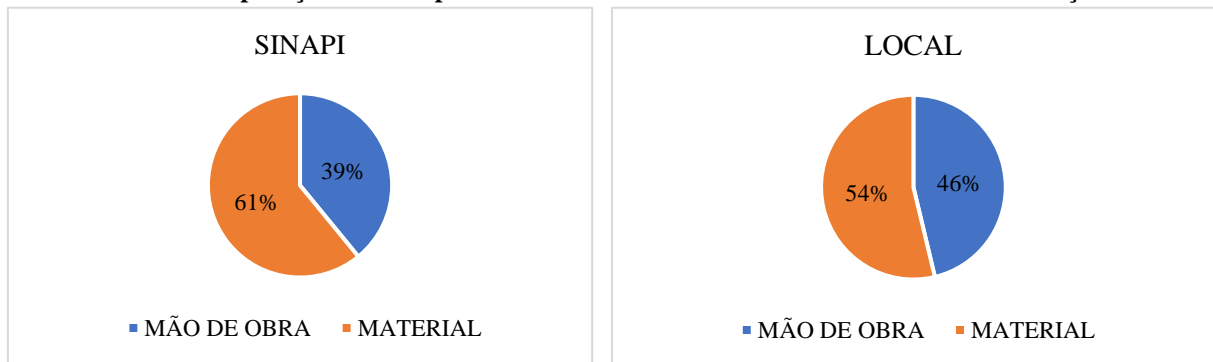 SINAPI
39%
61%
MÃO DE OBRA MATERIAL
LOCAL
46%
54%
MÃO DE OBRA MATERIAL